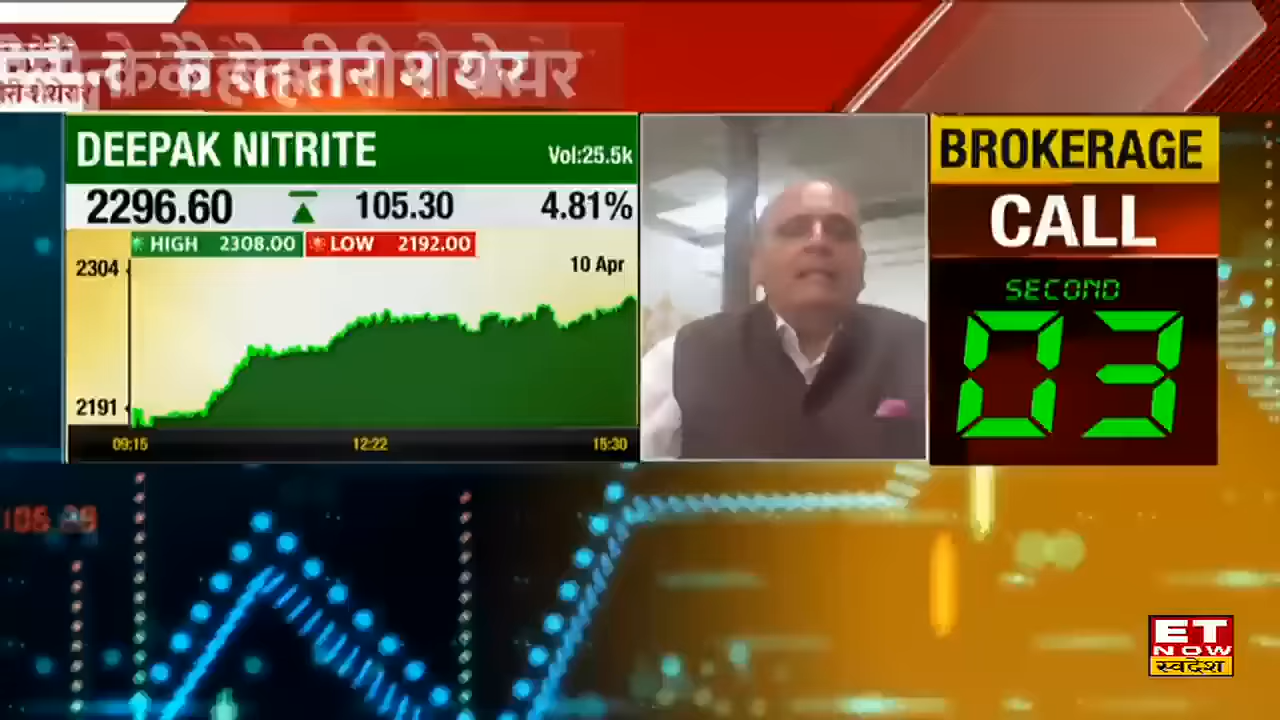 DEEPAK NITRITE
Vol:25.5k
2296.60 105.30 4.81%
HIGH 2308.00 LOW 2192.00
10 Apr
2304
2191
09:15 12:22 15:30
BROKERAGE
CALL
SECOND
03
ET
NOW
स्वदेश